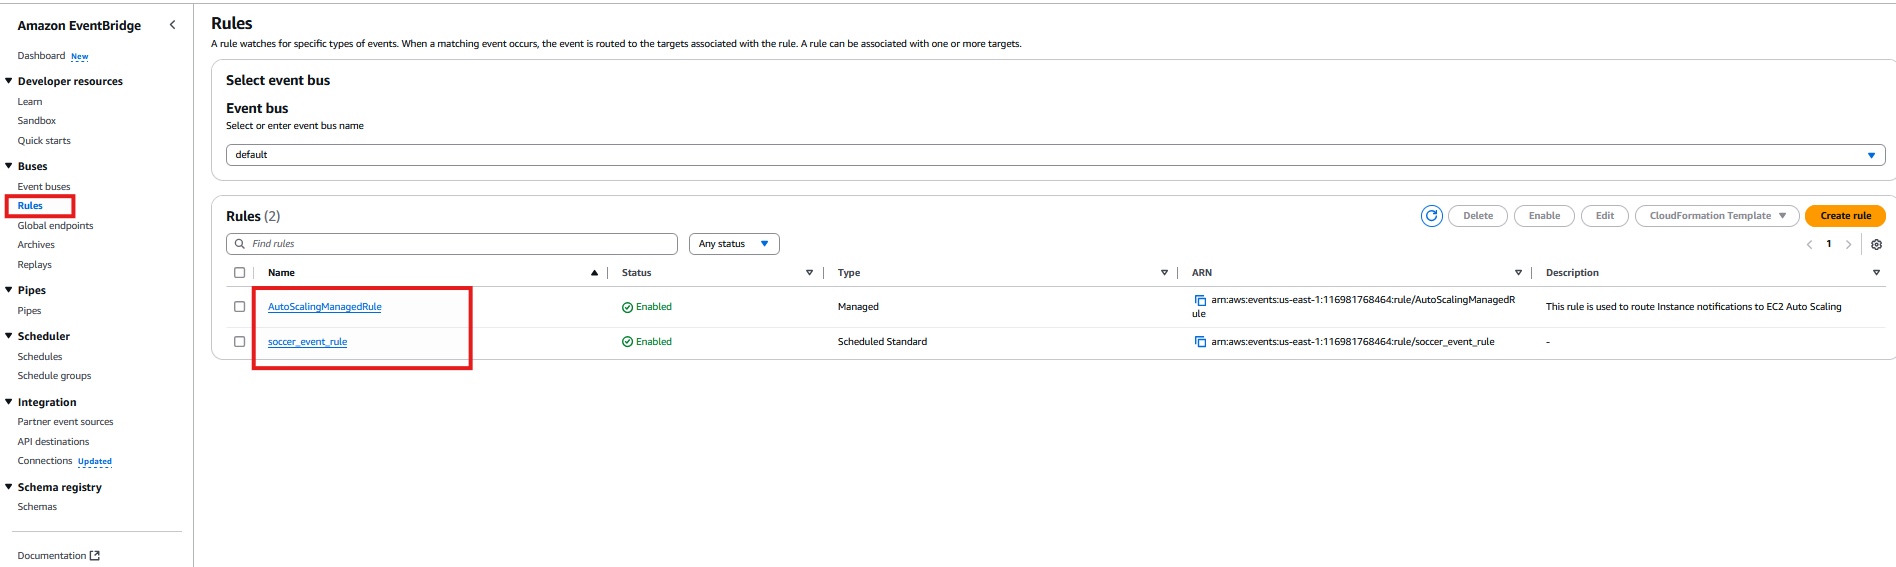 Amazon EventBridge
Dashboard New
Developer resources
Learn
Sandbox
Quick starts
Buses
Event buses
Rules
Global endpoints
Archives
Replays
Pipes
Pipes
Scheduler
Schedules
Schedule groups
Integration
Partner event sources
API destinations
Connections Updated
Schema registry
Schemas
Documentation
Rules
A rule watches for specific types of events. When a matching event occurs, the event is routed to the targets associated with the rule. A rule can be associated with one or more targets.
Select event bus
Event bus
Select or enter event bus name
default
Rules (2)
Delete Enable Edit CloudFormation Template Create rule
Find rules Any status 1
Name Status Type ARN Description
AutoScalingManagedRule Enabled Managed arn:aws:events:us-east-1:116981768464:rule/AutoScalingManagedR This rule is used to route Instance notifications to EC2 Auto Scaling
ule
soccer_event_rule Enabled Scheduled Standard arn:aws:events:us-east-1:116981768464:rule/soccer_event_rule -